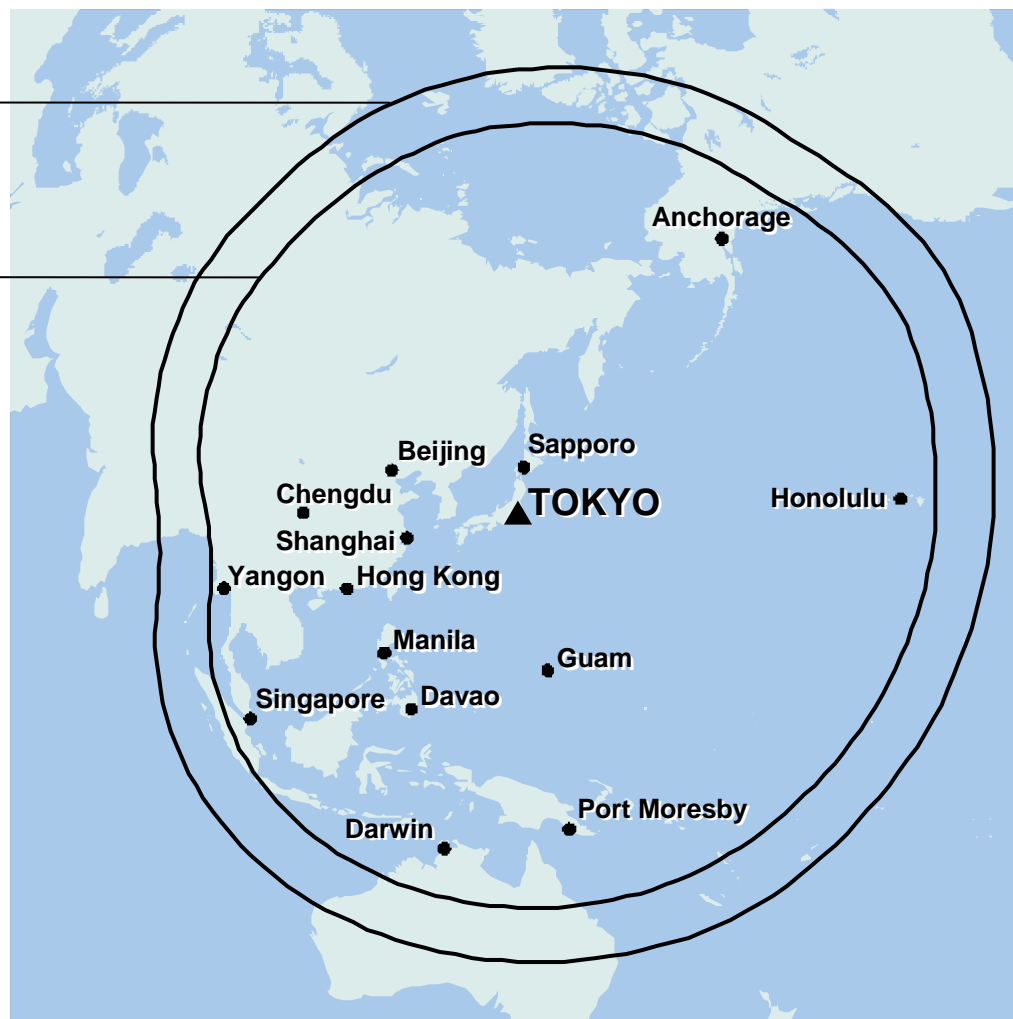 Anchorage
Sapporo
Beijing
Chengdu
TOKYO
Honolulu
Shanghai
Yangon
Hong Kong
Manila
Guam
Singapore
Davao
Port Moresby
Darwin